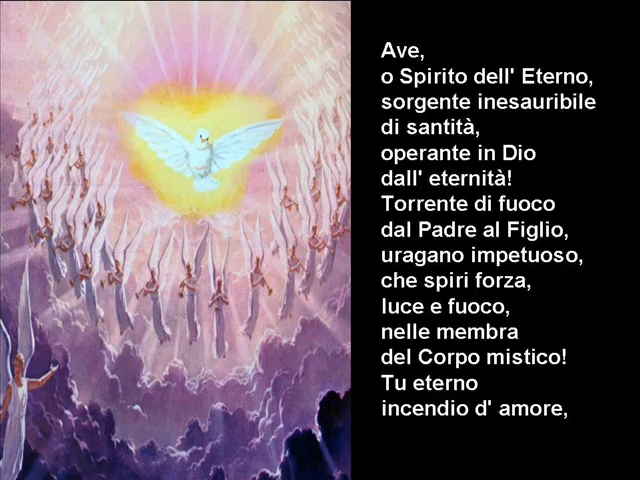 Ave,
o Spirito dell' Eterno,
sorgente inesauribile
di santità,
operante in Dio
dall' eternità!
Torrente di fuoco
dal Padre al Figlio,
uragano impetuoso,
che spiri forza,
luce e fuoco,
nelle membra
del Corpo mistico!
Tu eterno
incendio d' amore,